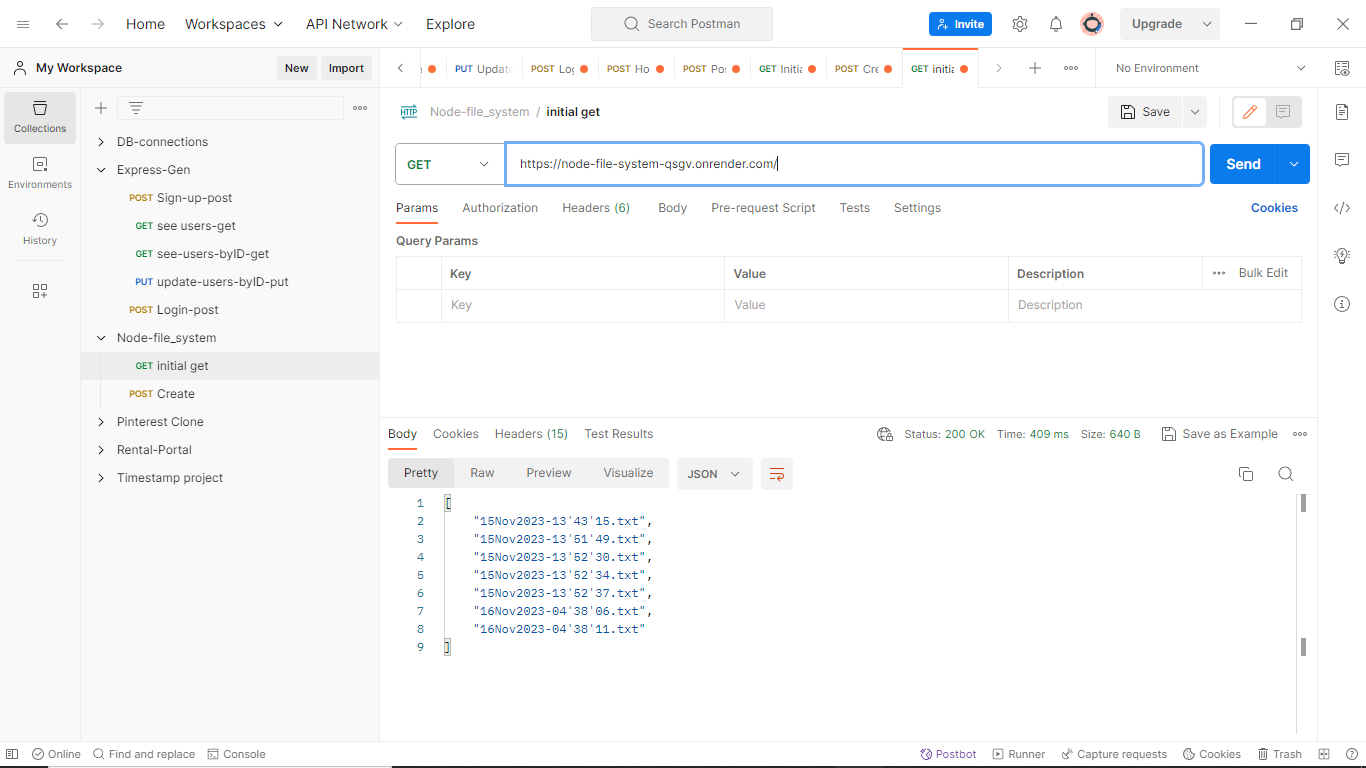 Home Workspaces API Network Explore Search Postman Invite Upgrade
My Workspace New Import
PUT Update POST Log POST Ho POST Pos GET Initia POST Cre GET initia No Environment
Collections
Environments
History
DB-connections
Express-Gen
POST Sign-up-post
GET see users-get
GET see-users-byID-get
PUT update-users-byID-put
POST Login-post
Node-file_system
GET initial get
POST Create
Pinterest Clone
Rental-Portal
Timestamp project
HTTP Node-file_system / initial get Save
GET https://node-file-system-qsgv.onrender.com/ Send
Params Authorization Headers (6) Body Pre-request Script Tests Settings Cookies
Query Params
Key Value Description Bulk Edit
Key Value Description
Body Cookies Headers (15) Test Results Status: 200 OK Time: 409 ms Size: 640 B Save as Example
Pretty Raw Preview Visualize JSON
1 [
2 "15Nov2023-13'43'15.txt",
3 "15Nov2023-13'51'49.txt",
4 "15Nov2023-13'52'30.txt",
5 "15Nov2023-13'52'34.txt",
6 "15Nov2023-13'52'37.txt",
7 "16Nov2023-04'38'06.txt",
8 "16Nov2023-04'38'11.txt"
9 ]
Online Find and replace Console Postbot Runner Capture requests Cookies Trash